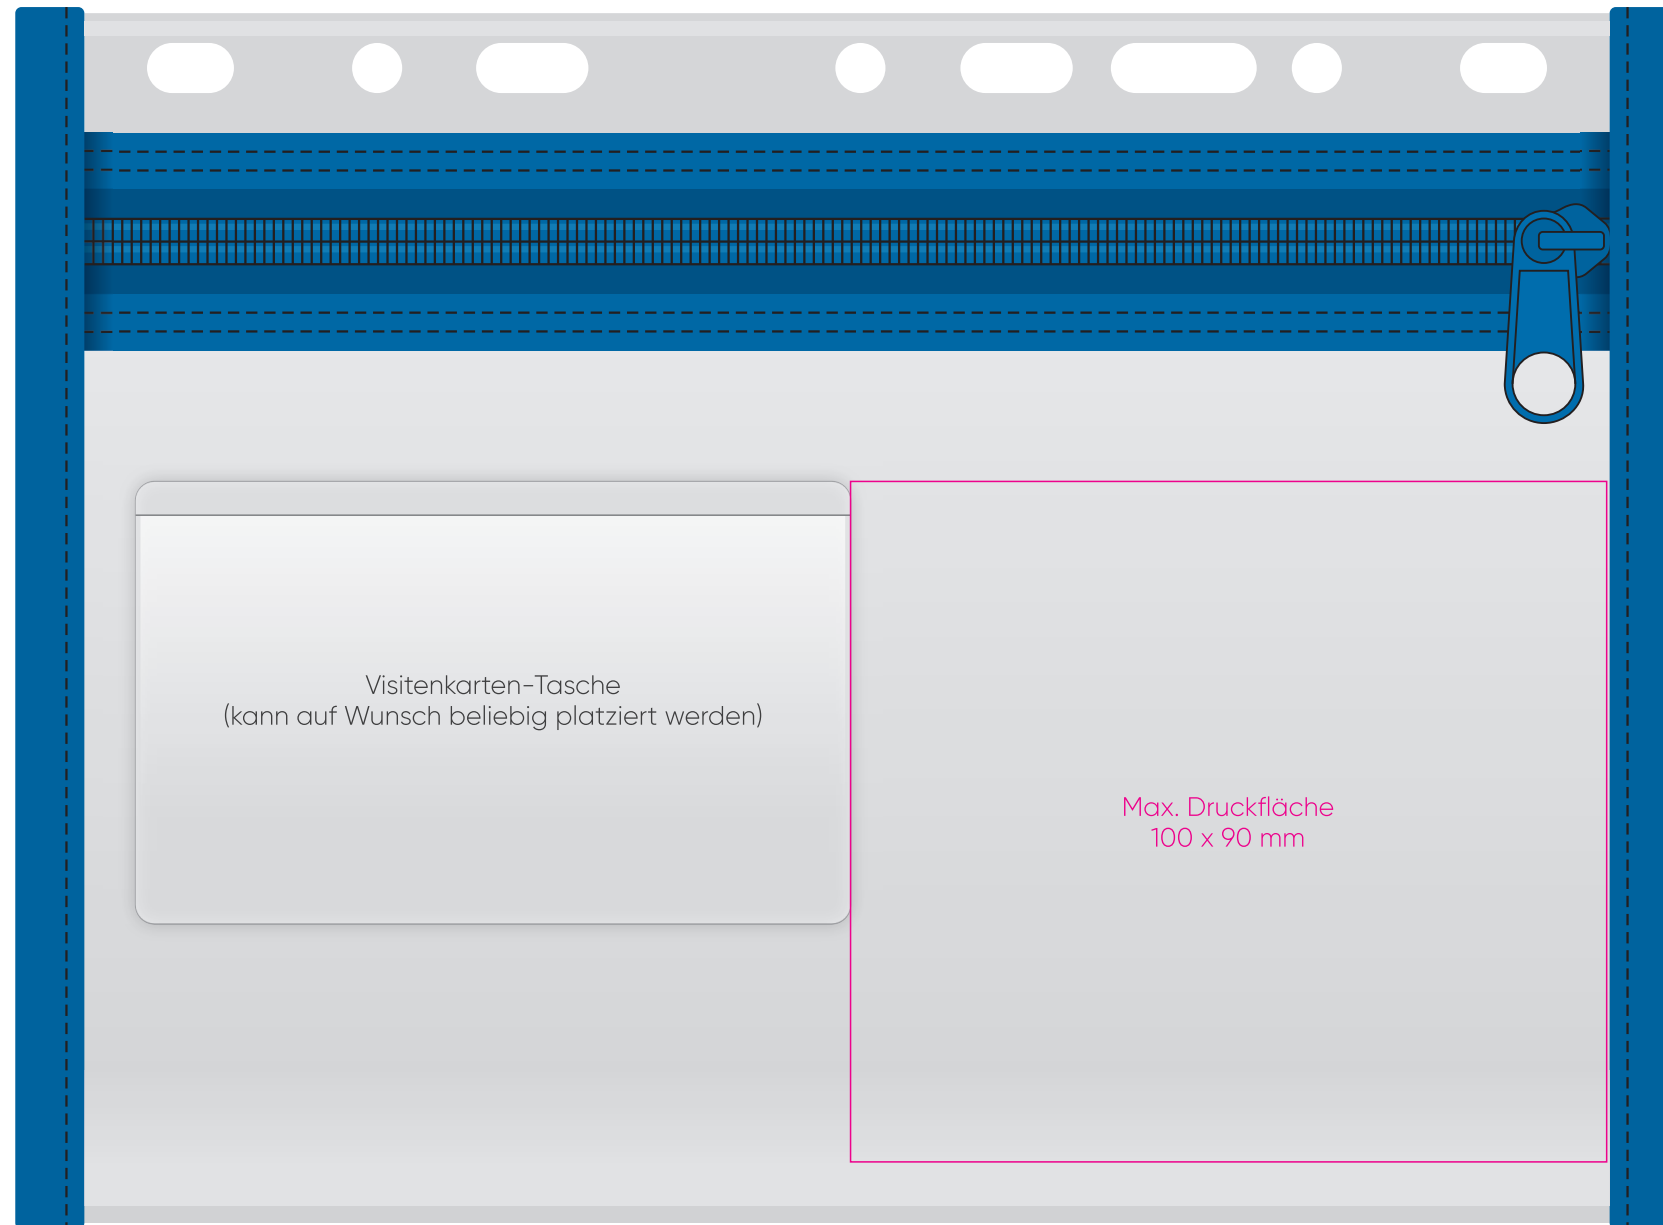 Visitenkarten-Tasche
(kann auf Wunsch beliebig platziert werden)
Max. Druckfläche
100 x 90 mm